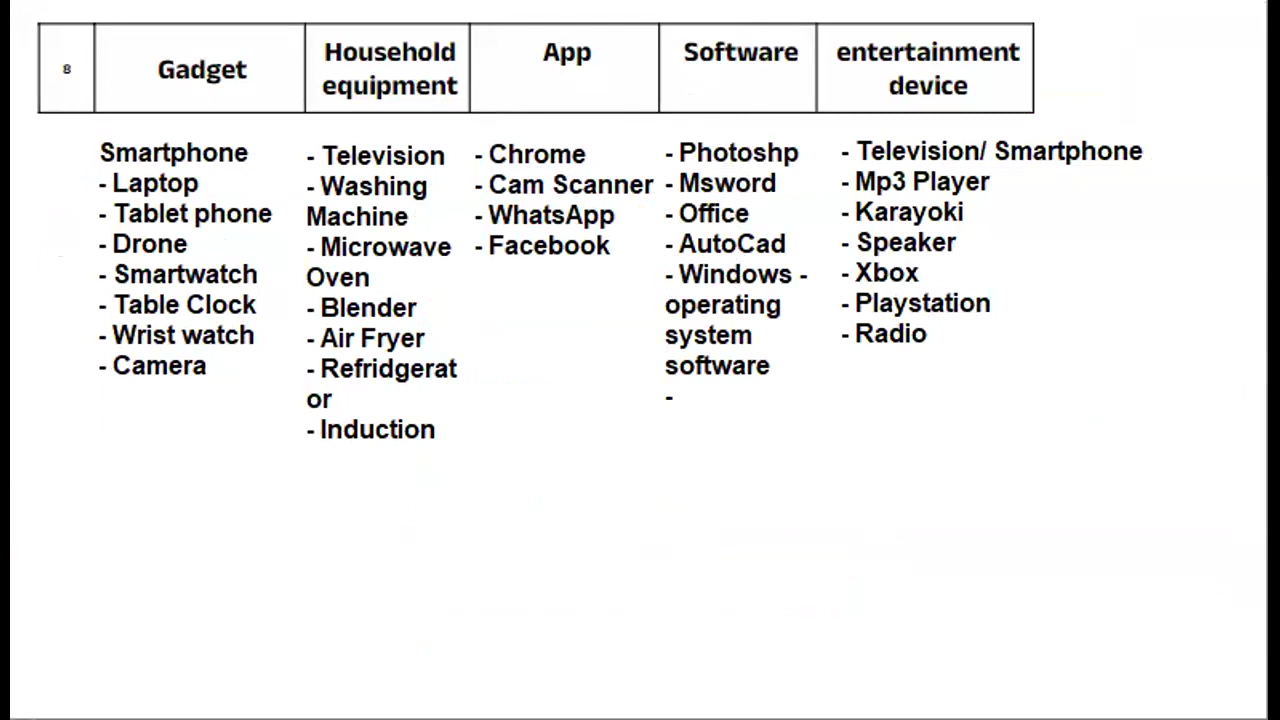 8
Gadget
Household
equipment
App
Software
entertainment
device
Smartphone
- Laptop
- Tablet phone
- Drone
- Smartwatch
- Table Clock
- Wrist watch
- Camera
- Television
- Washing
Machine
- Microwave
Oven
- Blender
- Air Fryer
- Refridgerat
or
- Induction
- Chrome
- Cam Scanner
- WhatsApp
- Facebook
- Photoshp
- Msword
- Office
- AutoCad
- Windows -
operating
system
software
-
- Television/ Smartphone
- Mp3 Player
- Karayoki
- Speaker
- Xbox
- Playstation
- Radio